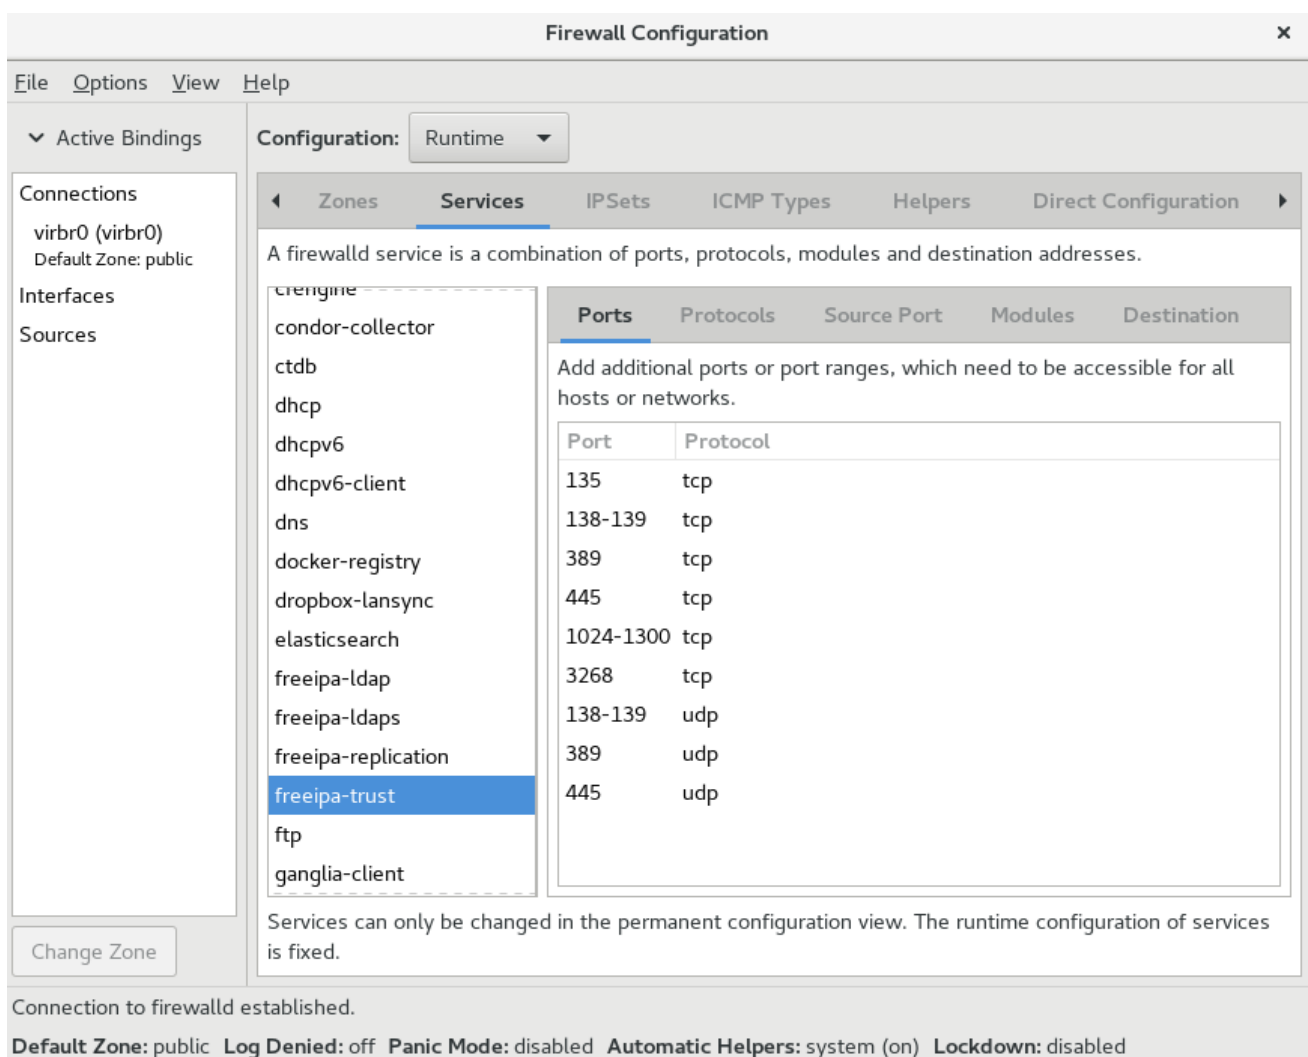 Firewall Configuration ×
File Options View Help
Active Bindings
Configuration: Runtime
Connections
virbr0 (virbr0)
Default Zone: public
Interfaces
Sources
Change Zone
Zones Services IPSets ICMP Types Helpers Direct Configuration
A firewalld service is a combination of ports, protocols, modules and destination addresses.
cfengine
condor-collector
ctdb
dhcp
dhcpv6
dhcpv6-client
dns
docker-registry
dropbox-lansync
elasticsearch
freeipa-ldap
freeipa-ldaps
freeipa-replication
freeipa-trust
ftp
ganglia-client
Ports Protocols Source Port Modules Destination
Add additional ports or port ranges, which need to be accessible for all
hosts or networks.
Port Protocol
135 tcp
138-139 tcp
389 tcp
445 tcp
1024-1300 tcp
3268 tcp
138-139 udp
389 udp
445 udp
Services can only be changed in the permanent configuration view. The runtime configuration of services
is fixed.
Connection to firewalld established.
Default Zone: public Log Denied: off Panic Mode: disabled Automatic Helpers: system (on) Lockdown: disabled